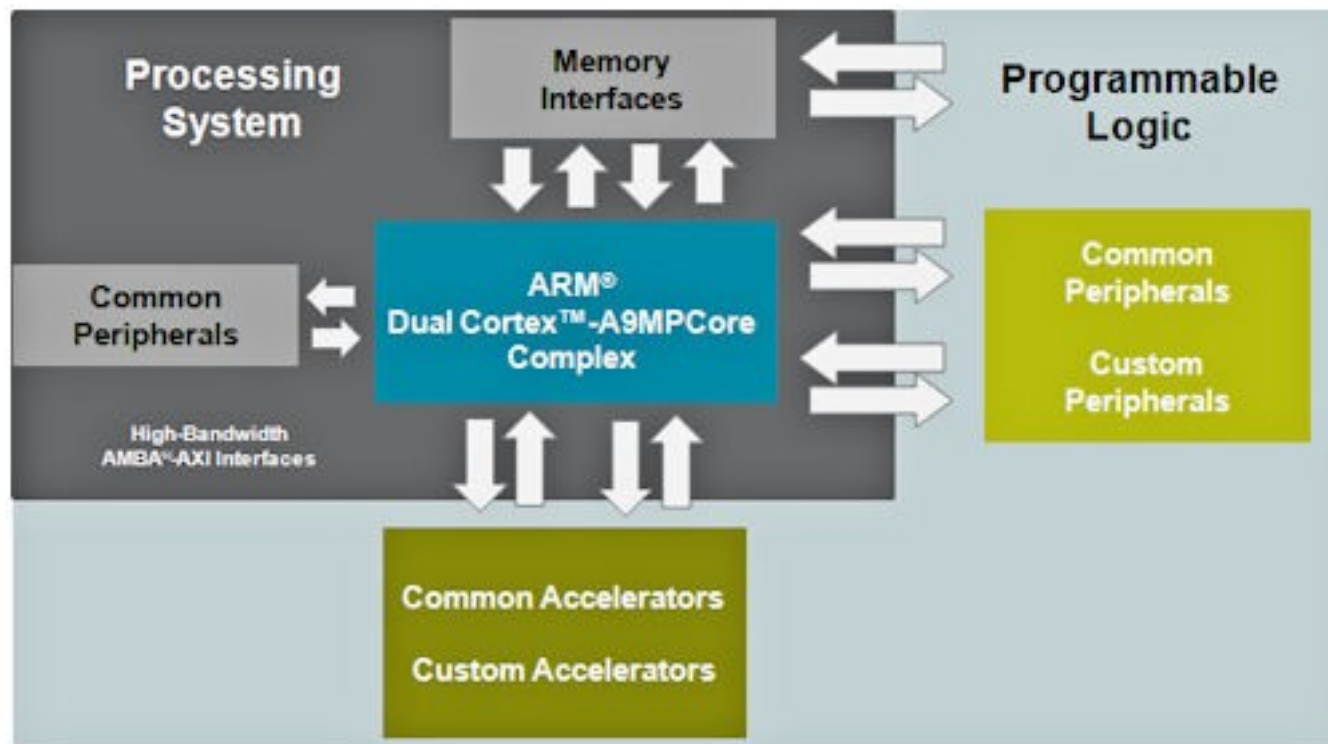 Processing
System
Memory
Interfaces
Programmable
Logic
Common
Peripherals
ARM®
Dual Cortex™-A9MPCore
Complex
Common
Peripherals
Custom
Peripherals
High-Bandwidth
AMBA®-AXI Interfaces
Common Accelerators
Custom Accelerators